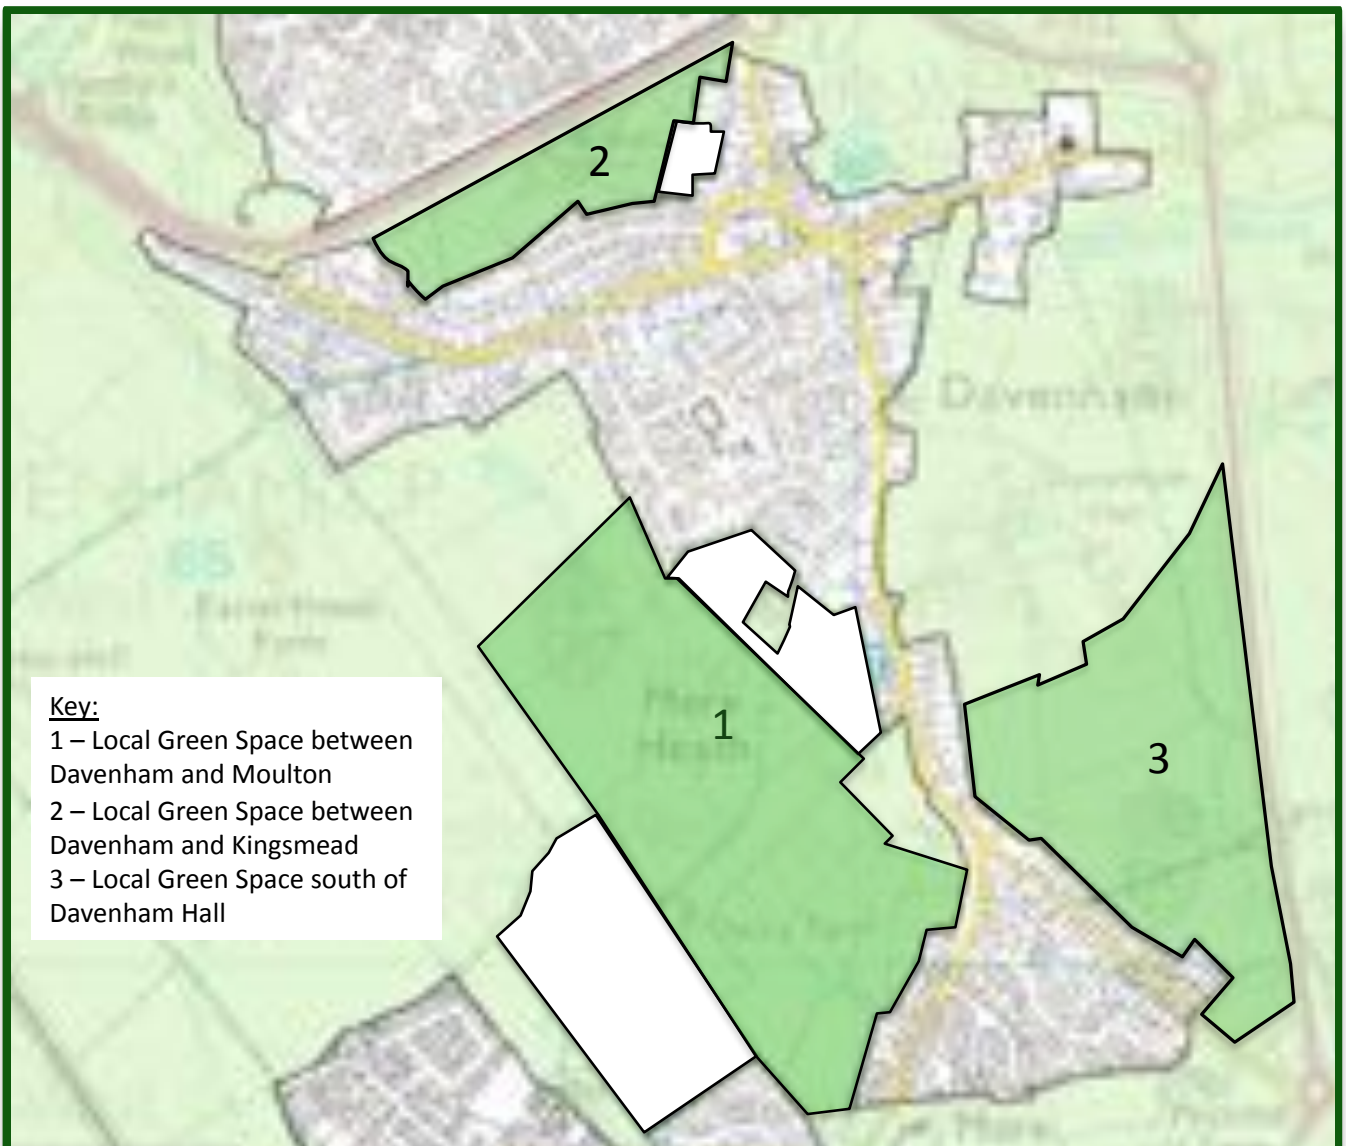 2
Davenham
1
3
Key:
1 – Local Green Space between
Davenham and Moulton
2 – Local Green Space between
Davenham and Kingsmead
3 – Local Green Space south of
Davenham Hall